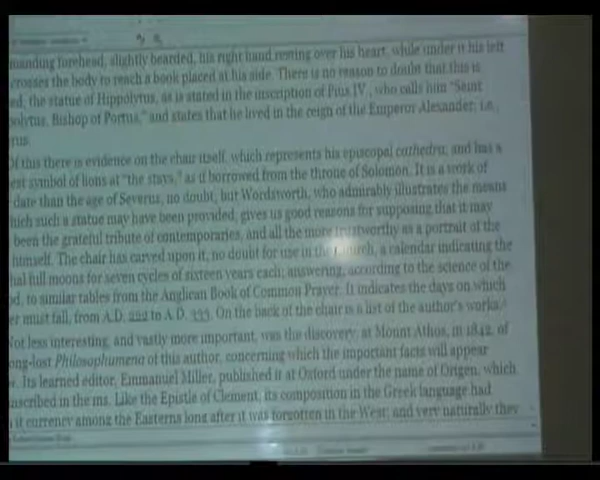 manding forehead, slightly bearded, his right hand resting over his heart, while under it his left
crosses the body to reach a book placed at his side. There is no reason to doubt that this is
ed, the statue of Hippolytus, as is stated in the inscription of Pius IV., who calls him "Saint
polytus, Bishop of Portus," and states that he lived in the reign of the Emperor Alexander; i.e.,
rus.
Of this there is evidence on the chair itself, which represents his episcopal cathedra, and has a
est symbol of lions at "the stays," as if borrowed from the throne of Solomon. It is a work of
date than the age of Severus, no doubt, but Wordsworth, who admirably illustrates the means
hich such a statue may have been provided, gives us good reasons for supposing that it may
been the grateful tribute of contemporaries, and all the more trustworthy as a portrait of the
himself. The chair has carved upon it, no doubt for use in the Church, a calendar indicating the
hal full moons for seven cycles of sixteen years each; answering, according to the science of the
od, to similar tables from the Anglican Book of Common Prayer. It indicates the days on which
er must fall, from A.D. 222 to A.D. 333. On the back of the chair is a list of the author's works.
Not less interesting, and vastly more important, was the discovery, at Mount Athos, in 1842, of
ong-lost Philosophumena of this author, concerning which the important facts will appear
Its learned editor, Emmanuel Miller, published it at Oxford under the name of Origen, which
inscribed in the ms. Like the Epistle of Clement, its composition in the Greek language had
it currency among the Easterns long after it was forgotten in the West; and very naturally they